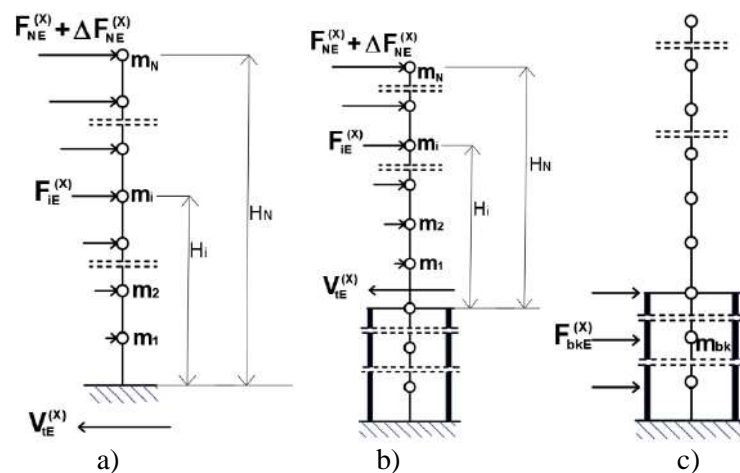 F_NE^(X) + ΔF_NE^(X)
m_N
F_iE^(X)
m_i
H_i
H_N
m_2
m_1
V_tE^(X)
a)
F_NE^(X) + ΔF_NE^(X)
m_N
F_iE^(X)
m_i
H_i
H_N
m_2
m_1
V_tE^(X)
b)
F_bkE^(X)
m_bk
c)